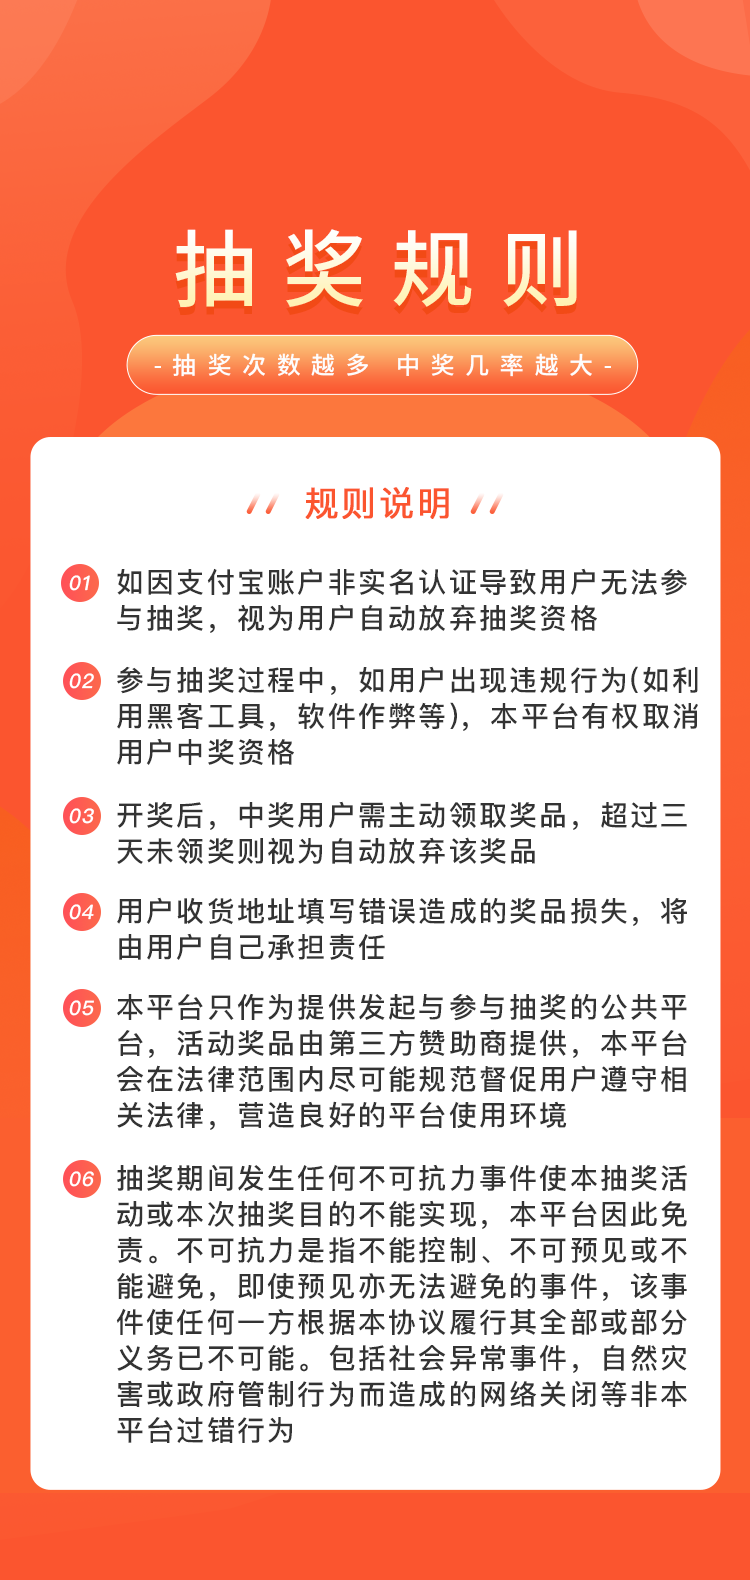 抽奖规则
-抽奖次数越多 中奖几率越大-
规则说明
01 如因支付宝账户非实名认证导致用户无法参
与抽奖，视为用户自动放弃抽奖资格
02 参与抽奖过程中，如用户出现违规行为(如利
用黑客工具，软件作弊等)，本平台有权取消
用户中奖资格
03 开奖后，中奖用户需主动领取奖品，超过三
天未领奖则视为自动放弃该奖品
04 用户收货地址填写错误造成的奖品损失，将
由用户自己承担责任
05 本平台只作为提供发起与参与抽奖的公共平
台，活动奖品由第三方赞助商提供，本平台
会在法律范围内尽可能规范督促用户遵守相
关法律，营造良好的平台使用环境
06 抽奖期间发生任何不可抗力事件使本抽奖活
动或本次抽奖目的不能实现，本平台因此免
责。不可抗力是指不能控制、不可预见或不
能避免，即使预见亦无法避免的事件，该事
件使任何一方根据本协议履行其全部或部分
义务已不可能。包括社会异常事件，自然灾
害或政府管制行为而造成的网络关闭等非本
平台过错行为